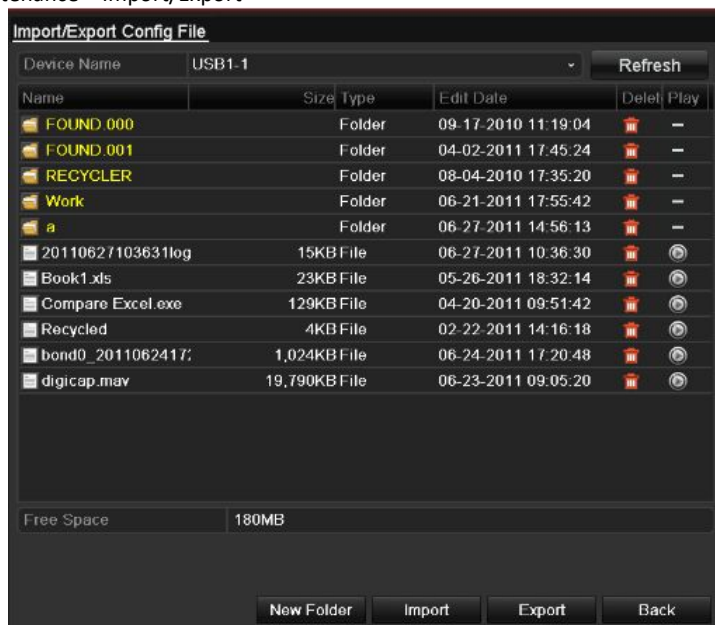 Import/Export Config File
Device Name USB1-1 Refresh
Name Size Type Edit Date Delet Play
FOUND.000 Folder 09-17-2010 11:19:04 –
FOUND.001 Folder 04-02-2011 17:45:24 –
RECYCLER Folder 08-04-2010 17:35:20 –
Work Folder 06-21-2011 17:55:42 –
a Folder 06-27-2011 14:56:13 –
20110627103631log 15KB File 06-27-2011 10:36:30
Book1.xls 23KB File 05-26-2011 18:32:14
Compare Excel.exe 129KB File 04-20-2011 09:51:42
Recycled 4KB File 02-22-2011 14:16:18
bond0_2011062417 1,024KB File 06-24-2011 17:20:48
digicap.mav 19,790KB File 06-23-2011 09:05:20
Free Space 180MB
New Folder Import Export Back